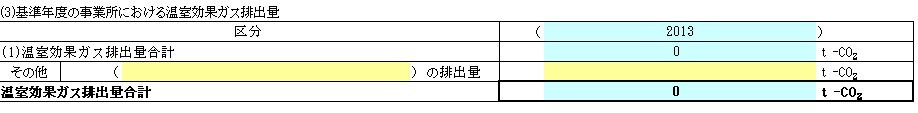 (3)基準年度の事業所における温室効果ガス排出量
区分 ( 2013 )
(1)温室効果ガス排出量合計 0 t -CO2
その他 ( ) の排出量 t -CO2
温室効果ガス排出量合計 0 t -CO2